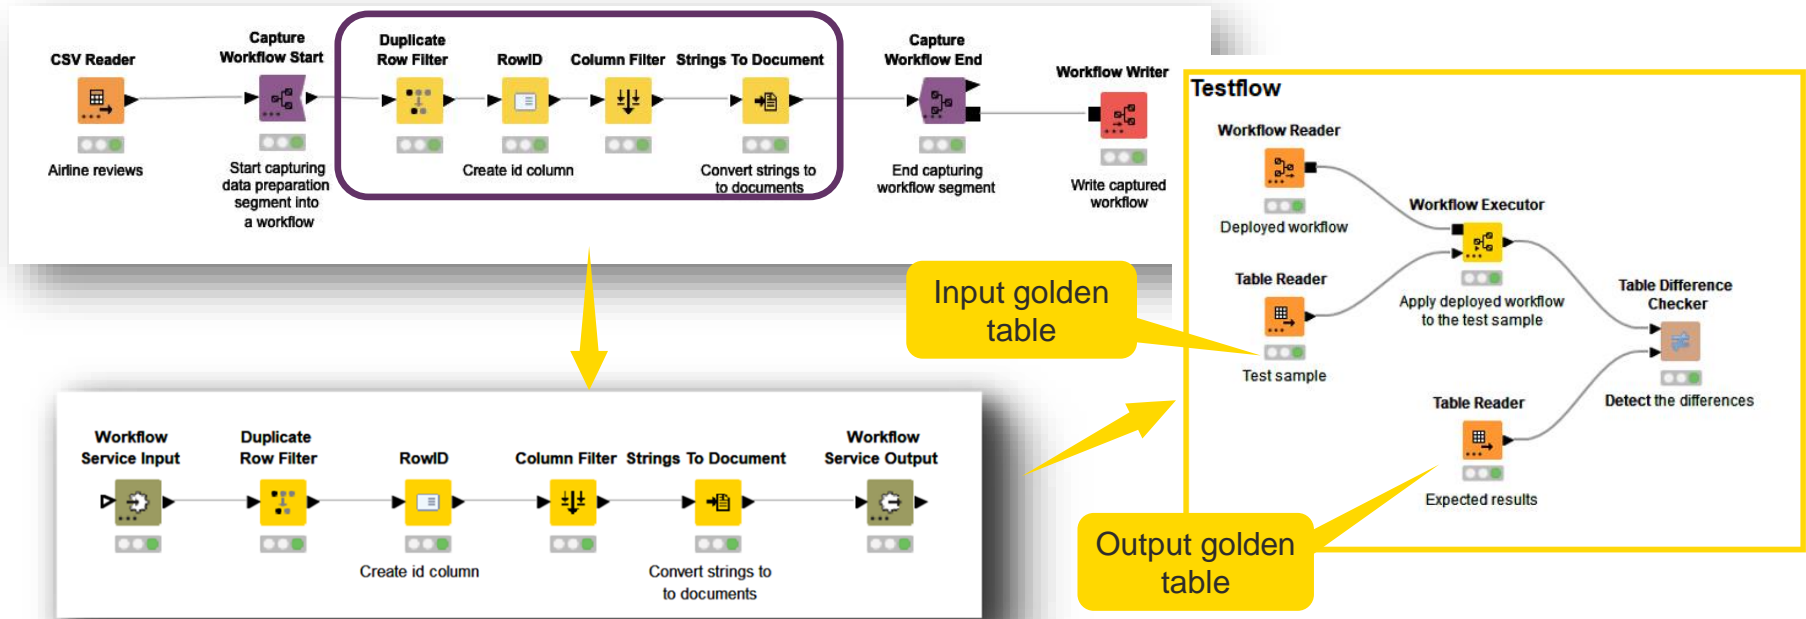 CSV Reader
Airline reviews
Capture
Workflow Start
Start capturing
data preparation
segment into
a workflow
Duplicate
Row Filter
RowID
Create id column
Column Filter
Strings To Document
Convert strings to
to documents
Capture
Workflow End
End capturing
workflow segment
Workflow Writer
Write captured
workflow
Testflow
Workflow Reader
Deployed workflow
Workflow Executor
Apply deployed workflow
to the test sample
Table Reader
Test sample
Table Difference
Checker
Detect the differences
Table Reader
Expected results
Input golden
table
Output golden
table
Workflow
Service Input
Duplicate
Row Filter
RowID
Create id column
Column Filter
Strings To Document
Convert strings to
to documents
Workflow
Service Output